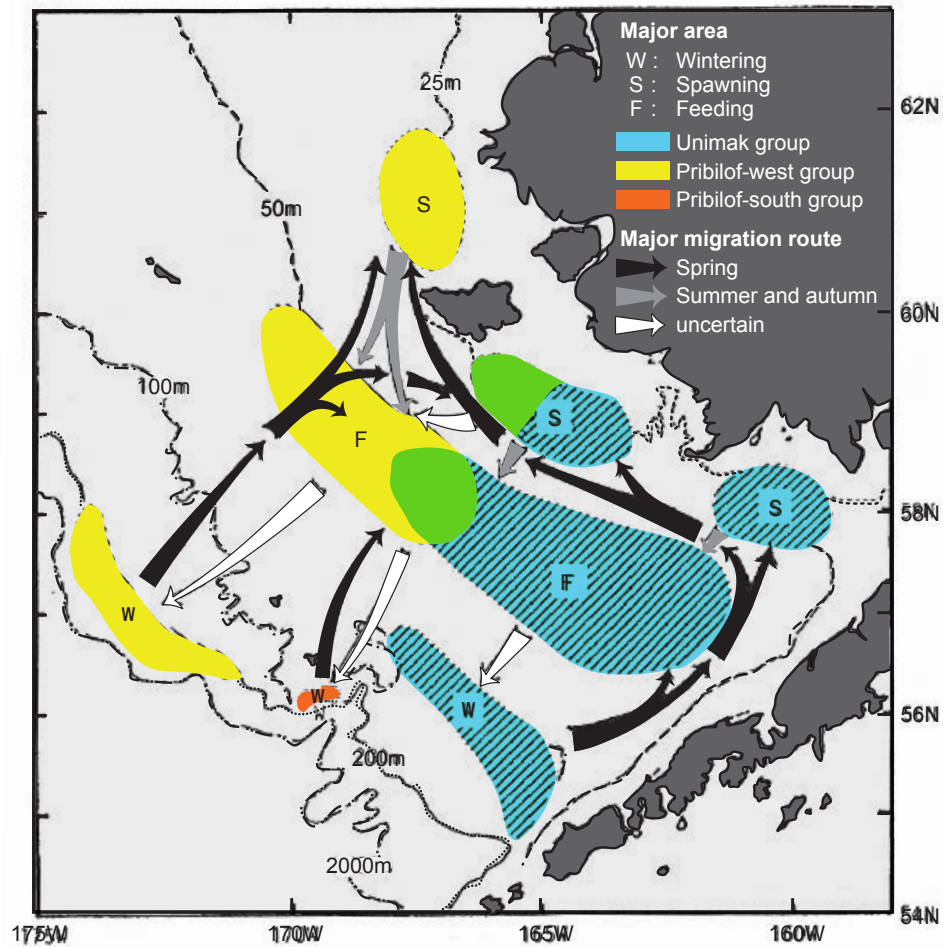 Major area
W : Wintering
S : Spawning
F : Feeding
Unimak group
Pribilof-west group
Pribilof-south group
Major migration route
Spring
Summer and autumn
uncertain
25m
62N
S
50m
60N
100m
S
F
S
58N
F
W
W
W
56N
200m
2000m
54N
175W
170W
165W
160W